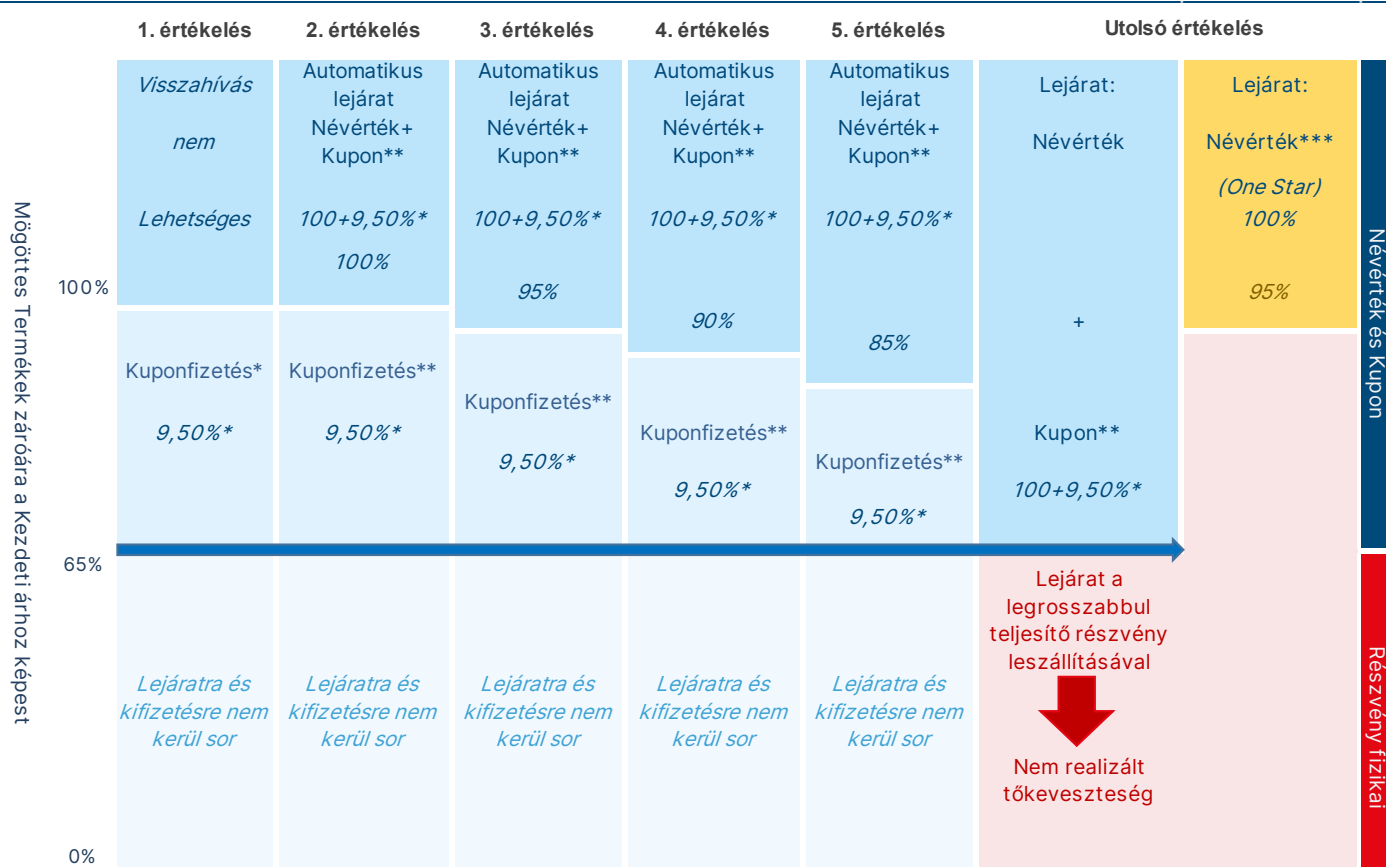 1. értékelés
2. értékelés
3. értékelés
4. értékelés
5. értékelés
Utolsó értékelés
Mögöttes Termékek záróára a Kezdeti árhoz képest
100%
65%
0%
Visszahívás
nem
Lehetséges
Kuponfizetés*
9,50%*
Lejáratra és
kifizetésre nem
kerül sor
Automatikus
lejárat
Névérték+
Kupon**
100+9,50%*
100%
Kuponfizetés**
9,50%*
Lejáratra és
kifizetésre nem
kerül sor
Automatikus
lejárat
Névérték+
Kupon**
100+9,50%*
95%
Kuponfizetés**
9,50%*
Lejáratra és
kifizetésre nem
kerül sor
Automatikus
lejárat
Névérték+
Kupon**
100+9,50%*
90%
Kuponfizetés**
9,50%*
Lejáratra és
kifizetésre nem
kerül sor
Automatikus
lejárat
Névérték+
Kupon**
100+9,50%*
85%
Kuponfizetés**
9,50%*
Lejáratra és
kifizetésre nem
kerül sor
Lejárat:
Névérték
+
Kupon**
100+9,50%*
Lejárat a
legrosszabbul
teljesítő részvény
leszállításával
Nem realizált
tőkeveszteség
Lejárat:
Névérték***
(One Star)
100%
95%
Névérték és Kupon
Részvény fizikai